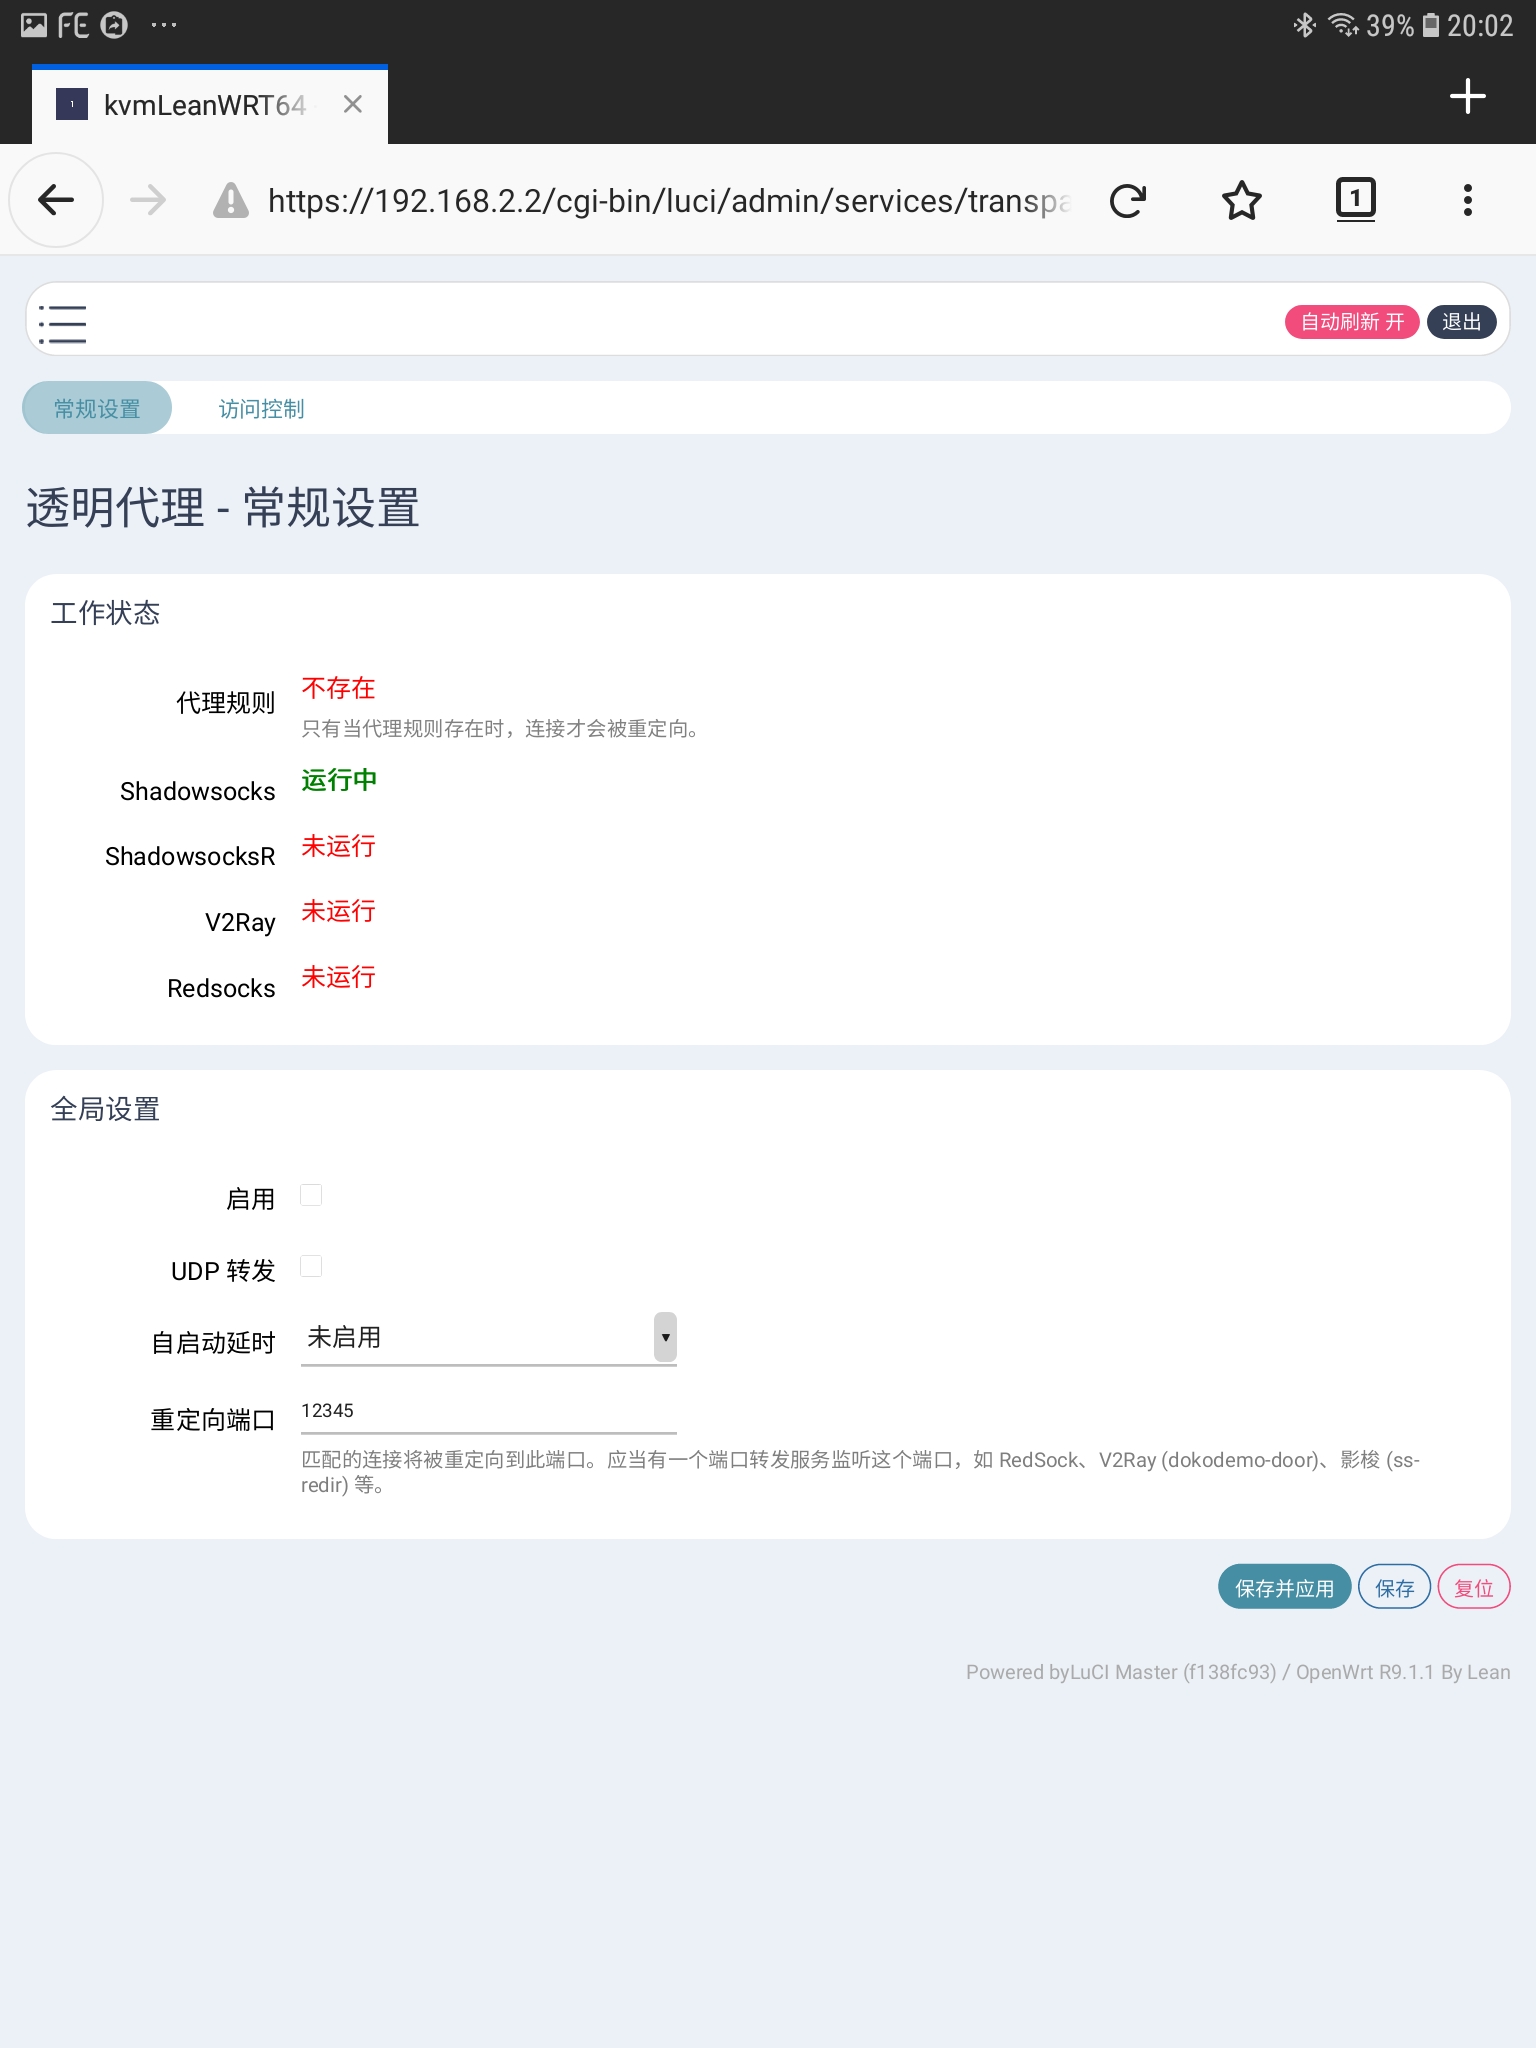 FE 39% 20:02
kvmLeanWRT64
https://192.168.2.2/cgi-bin/luci/admin/services/transpa
1
自动刷新 开 退出
常规设置 访问控制
透明代理 - 常规设置
工作状态
代理规则 不存在
只有当代理规则存在时，连接才会被重定向。
Shadowsocks 运行中
ShadowsocksR 未运行
V2Ray 未运行
Redsocks 未运行
全局设置
启用
UDP 转发
自启动延时 未启用
重定向端口 12345
匹配的连接将被重定向到此端口。应当有一个端口转发服务监听这个端口，如 RedSock、V2Ray (dokodemo-door)、影梭 (ss-
redir) 等。
保存并应用 保存 复位
Powered byLuCI Master (f138fc93) / OpenWrt R9.1.1 By Lean